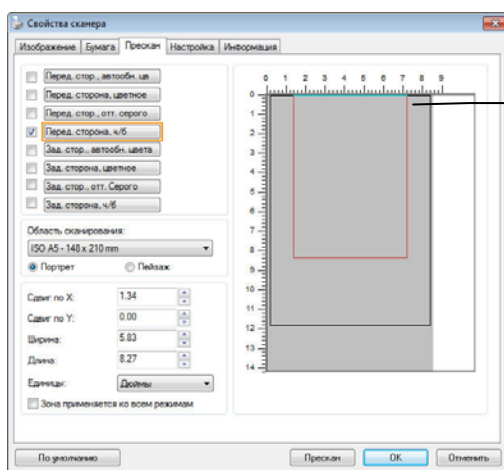 Свойства сканера
Изображение Бумага Прескан Настройка Информация
Перед. стор., автообн. цв
Перед. сторона, цветное
Перед. стор., отт. серого
Перед. сторона, ч/б
Зад. стор., автообн. цвета
Зад. сторона, цветное
Зад. стор., отт. Серого
Зад. сторона, ч/б
Область сканирования:
ISO A5 - 148 x 210 mm
Портрет Пейзаж
Сдвиг по X: 1.34
Сдвиг по Y: 0.00
Ширина: 5.83
Длина: 8.27
Единицы: Дюймы
Зона применяется ко всем режимам
0 1 2 3 4 5 6 7 8 9
0
1
2
3
4
5
6
7
8
9
10
11
12
13
14
По умолчанию Прескан OK Отменить